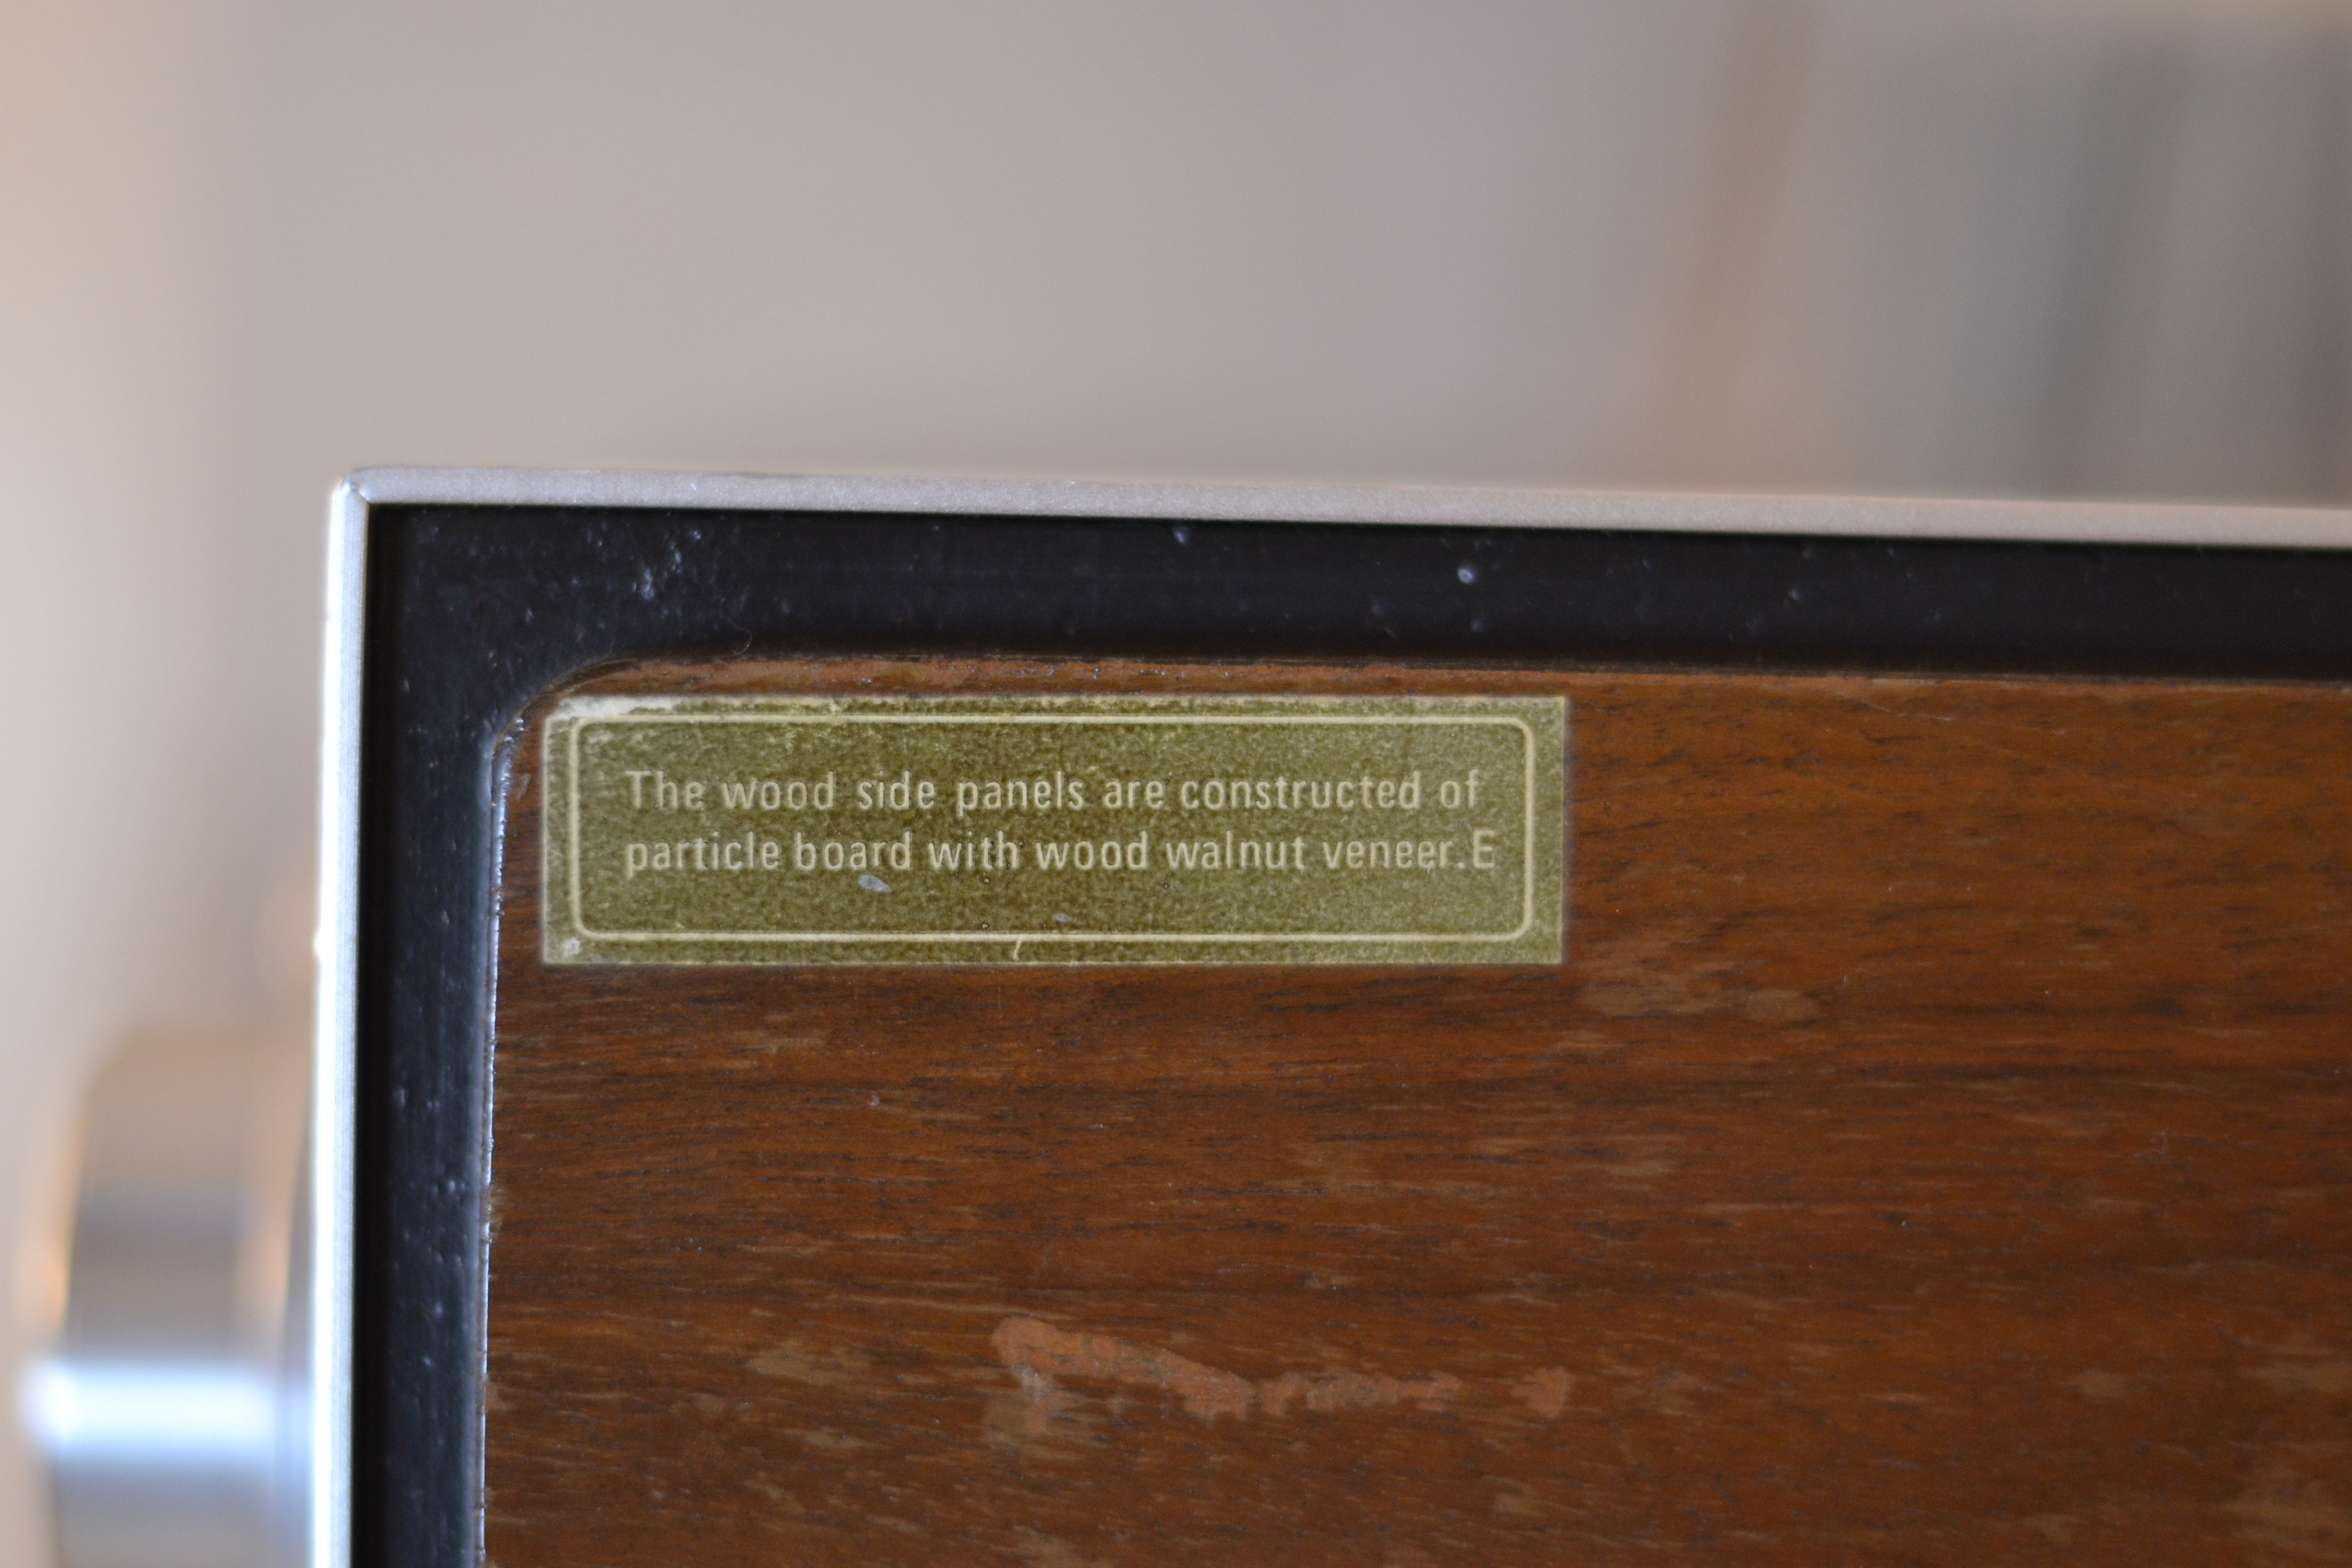 The wood side panels are constructed of
particle board with wood walnut veneer.E